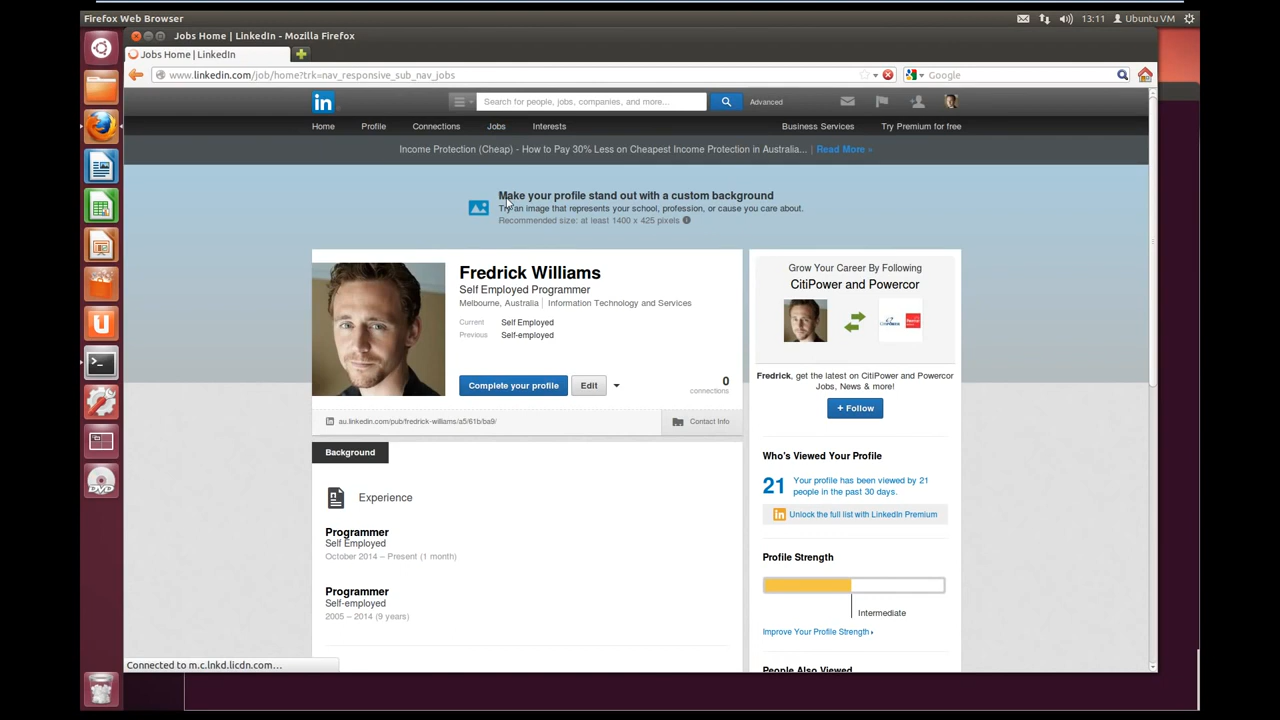 Firefox Web Browser
13:11
Ubuntu VM
Jobs Home | LinkedIn - Mozilla Firefox
Jobs Home | LinkedIn
www.linkedin.com/job/home?trk=nav_responsive_sub_nav_jobs
Google
in
Search for people, jobs, companies, and more...
Advanced
Home
Profile
Connections
Jobs
Interests
Business Services
Try Premium for free
Income Protection (Cheap) - How to Pay 30% Less on Cheapest Income Protection in Australia... | Read More »
Make your profile stand out with a custom background
Try an image that represents your school, profession, or cause you care about.
Recommended size: at least 1400 x 425 pixels
Fredrick Williams
Self Employed Programmer
Melbourne, Australia | Information Technology and Services
Current Self Employed
Previous Self-employed
Complete your profile
Edit
0
connections
au.linkedin.com/pub/fredrick-williams/a5/61b/ba9/
Contact Info
Background
Experience
Programmer
Self Employed
October 2014 – Present (1 month)
Programmer
Self-employed
2005 – 2014 (9 years)
Grow Your Career By Following
CitiPower and Powercor
Fredrick, get the latest on CitiPower and Powercor
Jobs, News & more!
+ Follow
Who's Viewed Your Profile
21
Your profile has been viewed by 21
people in the past 30 days.
in Unlock the full list with LinkedIn Premium
Profile Strength
Intermediate
Improve Your Profile Strength
People Also Viewed
Connected to m.c.lnkd.licdn.com…